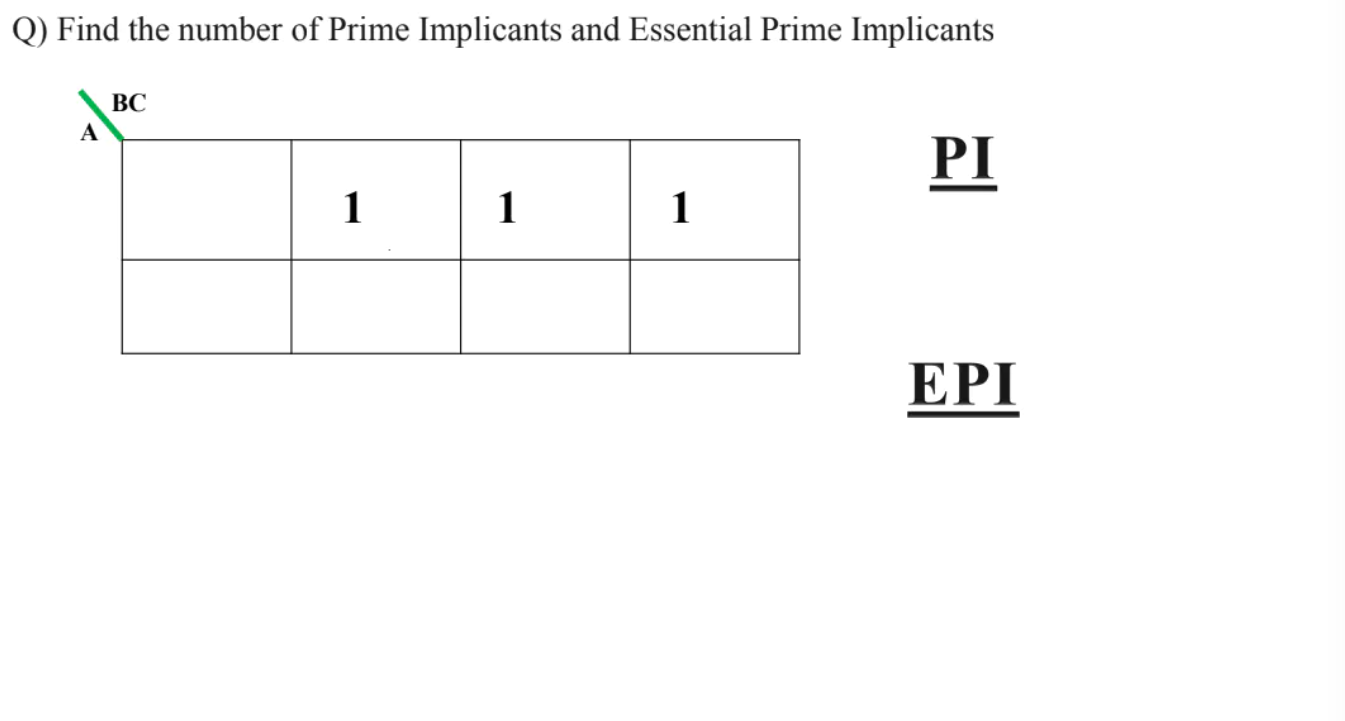 Q) Find the number of Prime Implicants and Essential Prime Implicants
BC
A
PI
1 1 1
EPI